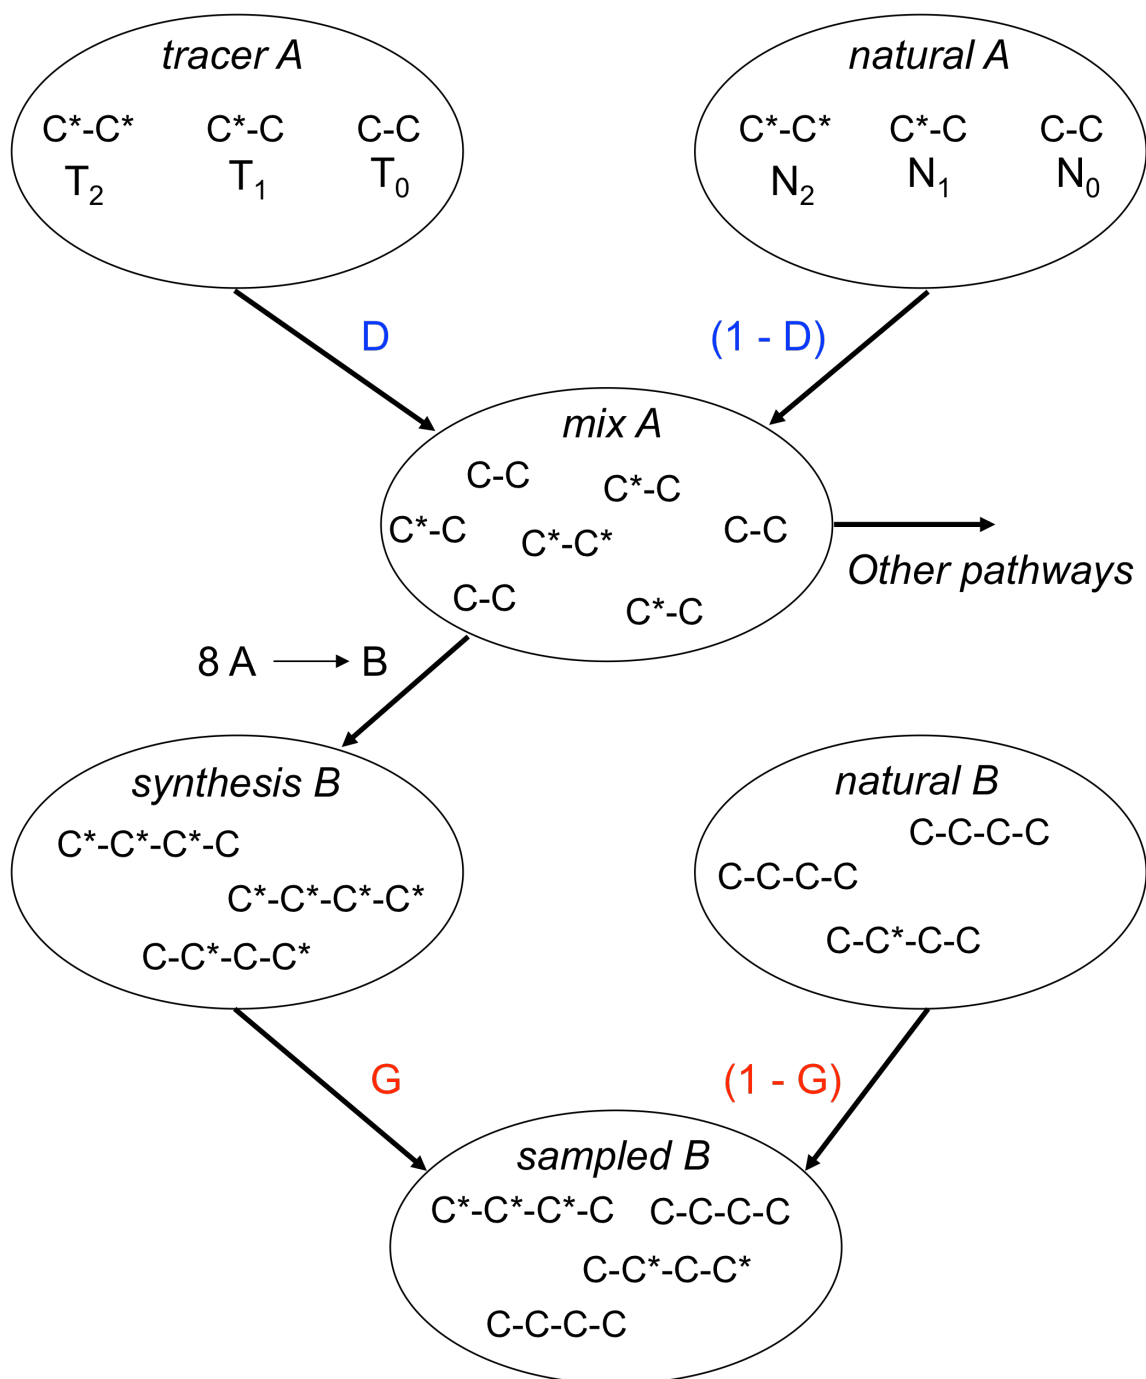 tracer A
C*-C* C*-C C-C
T₂ T₁ T₀
natural A
C*-C* C*-C C-C
N₂ N₁ N₀
D
(1 - D)
mix A
C-C
C*-C
C*-C
C*-C*
C-C
C-C
C*-C
Other pathways
8 A → B
synthesis B
C*-C*-C*-C
C*-C*-C*-C*
C-C*-C-C*
natural B
C-C-C-C
C-C-C-C
C-C*-C-C
G
(1 - G)
sampled B
C*-C*-C*-C C-C-C-C
C-C*-C-C*
C-C-C-C